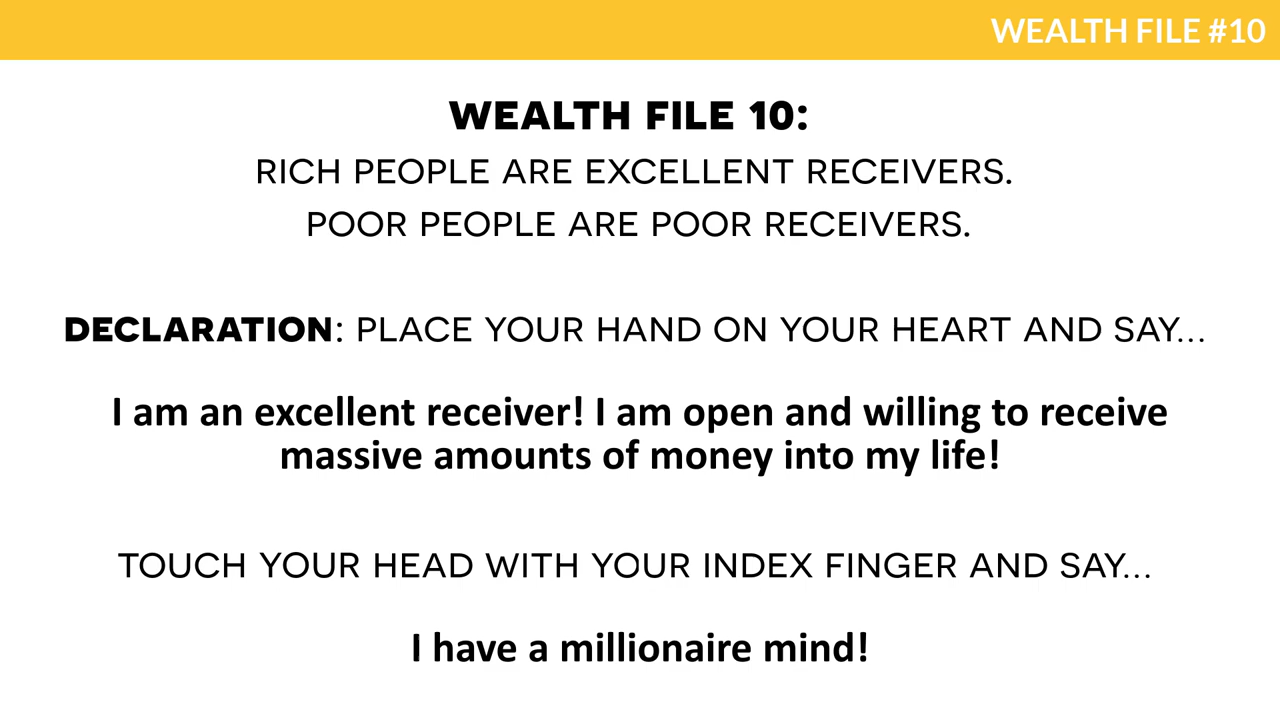 WEALTH FILE #10
WEALTH FILE 10:
RICH PEOPLE ARE EXCELLENT RECEIVERS.
POOR PEOPLE ARE POOR RECEIVERS.
DECLARATION: PLACE YOUR HAND ON YOUR HEART AND SAY...
I am an excellent receiver! I am open and willing to receive
massive amounts of money into my life!
TOUCH YOUR HEAD WITH YOUR INDEX FINGER AND SAY...
I have a millionaire mind!